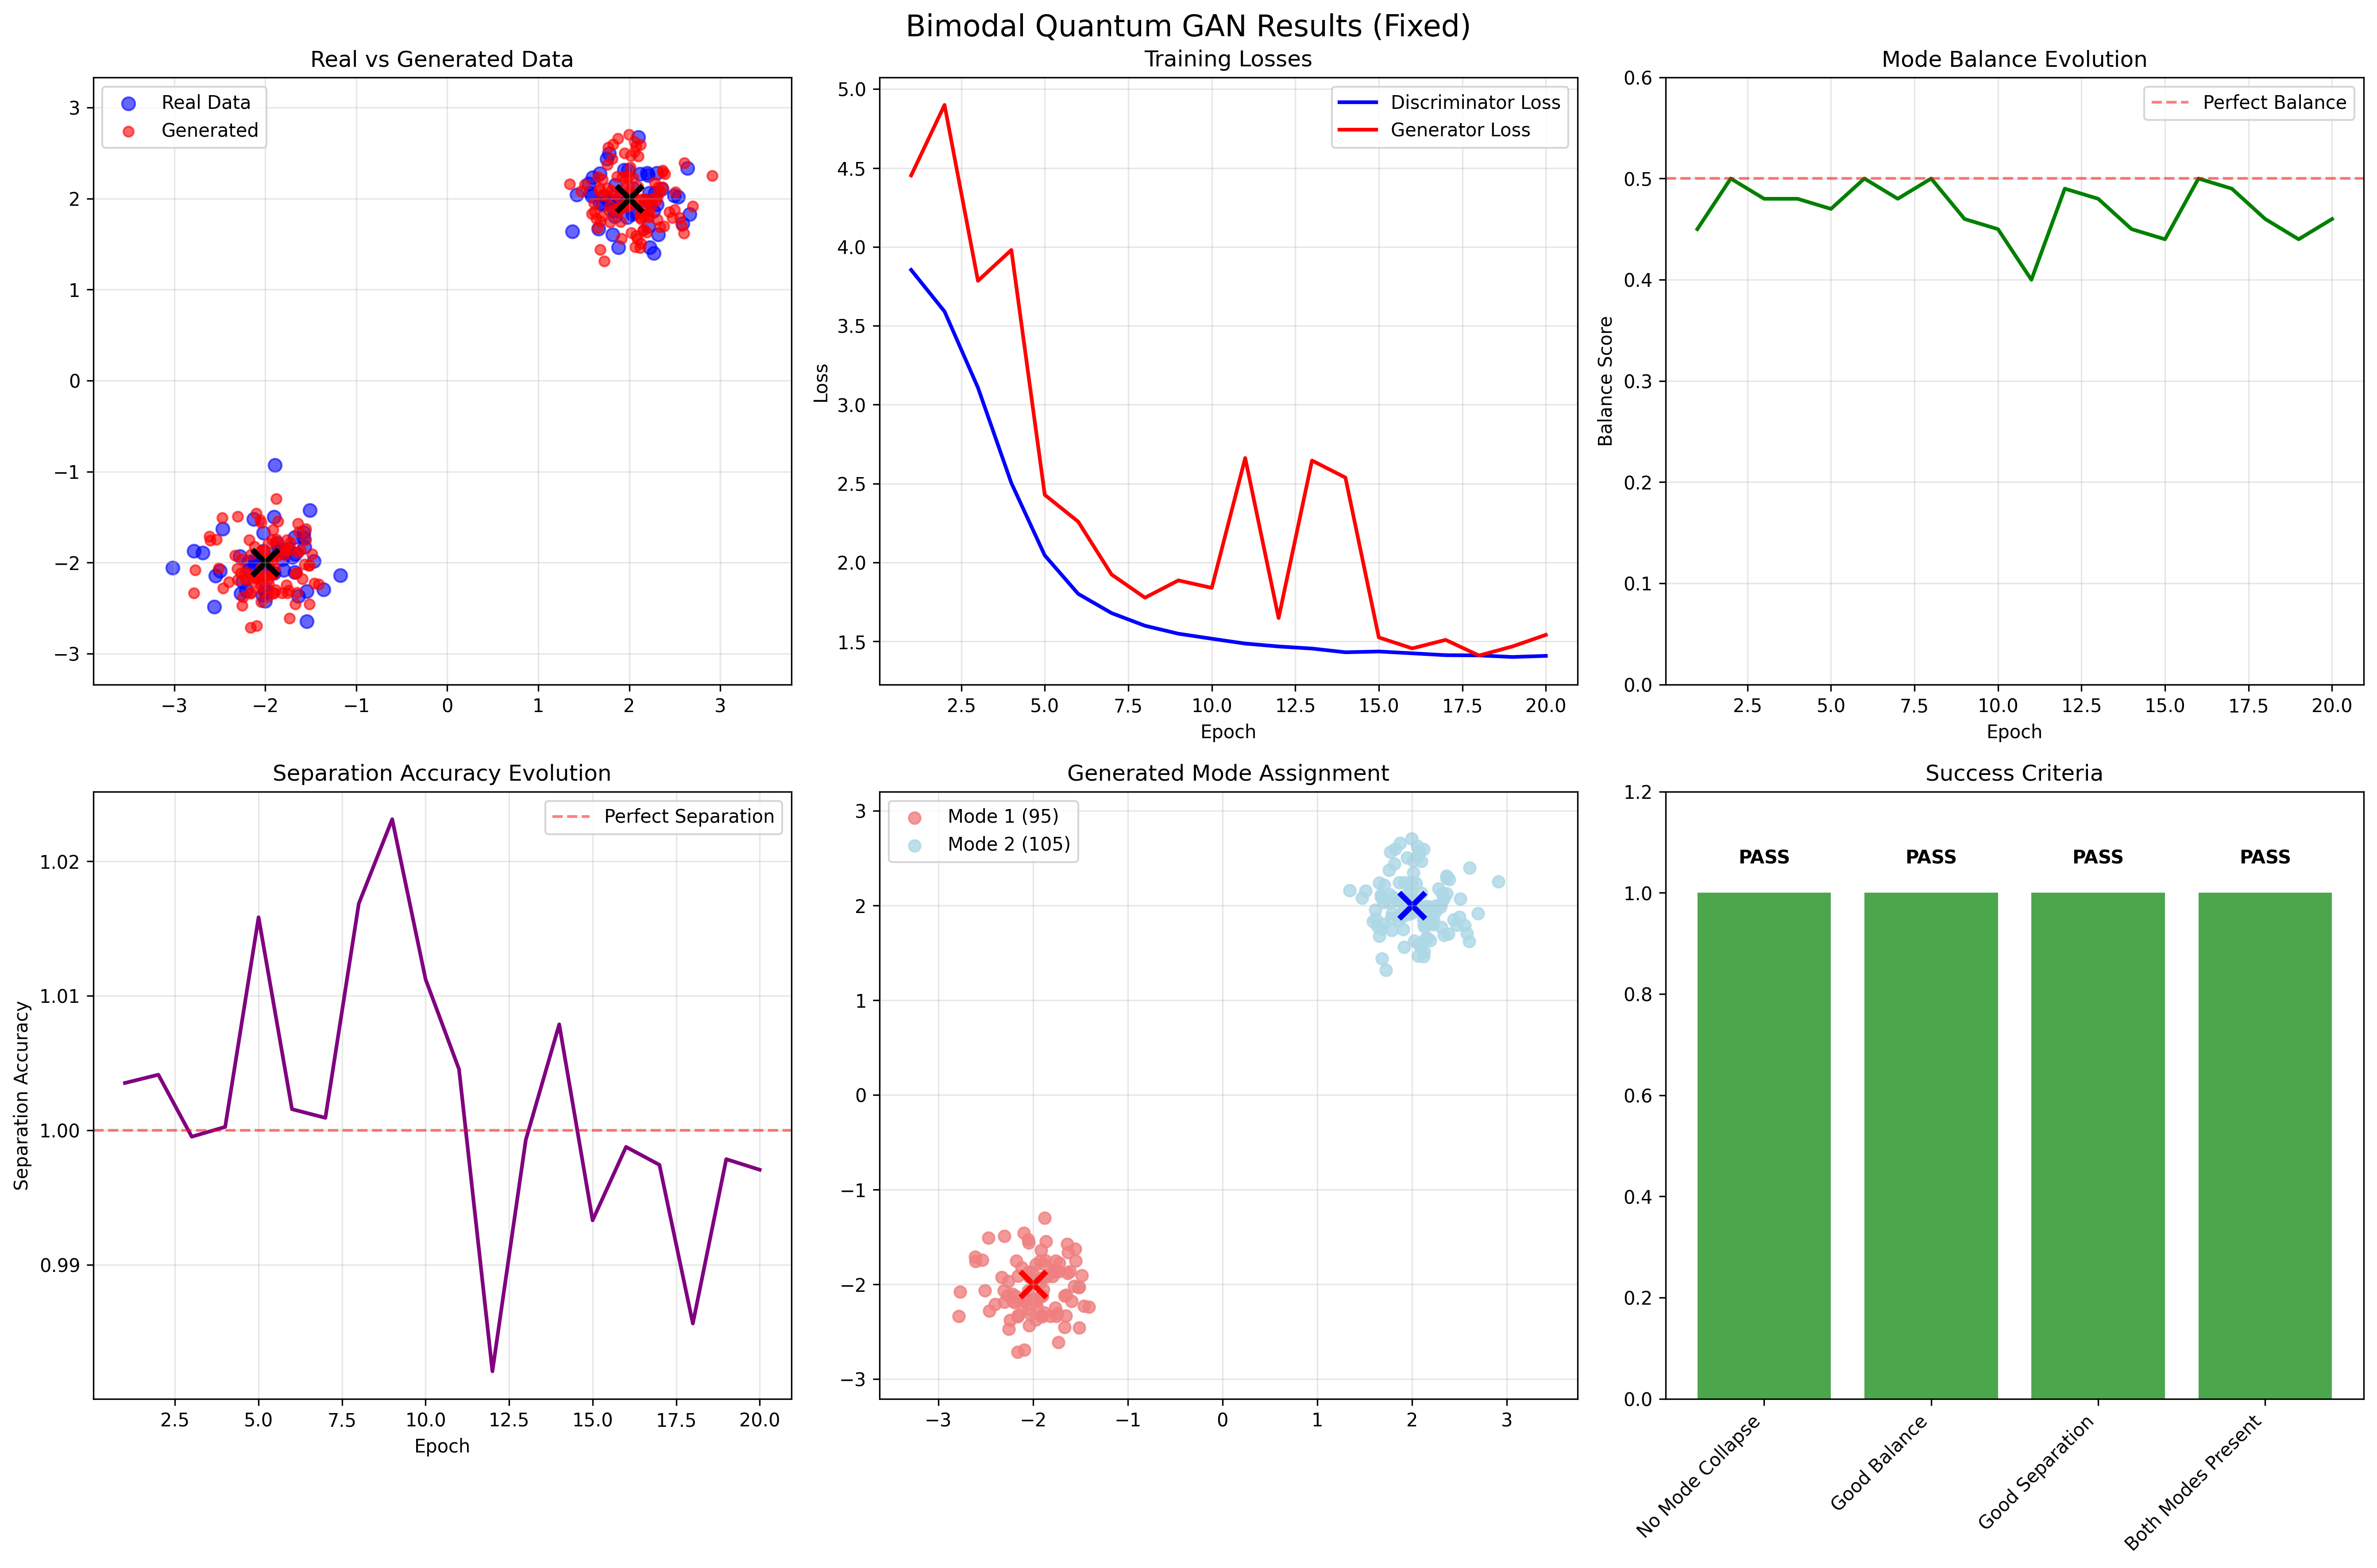 Bimodal Quantum GAN Results (Fixed)
Real vs Generated Data
Real Data
Generated
3
2
1
0
−1
−2
−3
−3
−2
−1
0
1
2
3
Training Losses
Discriminator Loss
Generator Loss
Loss
5.0
4.5
4.0
3.5
3.0
2.5
2.0
1.5
2.5
5.0
7.5
10.0
12.5
15.0
17.5
20.0
Epoch
Mode Balance Evolution
Perfect Balance
Balance Score
0.6
0.5
0.4
0.3
0.2
0.1
0.0
2.5
5.0
7.5
10.0
12.5
15.0
17.5
20.0
Epoch
Separation Accuracy Evolution
Perfect Separation
Separation Accuracy
1.02
1.01
1.00
0.99
2.5
5.0
7.5
10.0
12.5
15.0
17.5
20.0
Epoch
Generated Mode Assignment
Mode 1 (95)
Mode 2 (105)
3
2
1
0
−1
−2
−3
−3
−2
−1
0
1
2
3
Success Criteria
1.2
1.0
0.8
0.6
0.4
0.2
0.0
PASS
PASS
PASS
PASS
No Mode Collapse
Good Balance
Good Separation
Both Modes Present